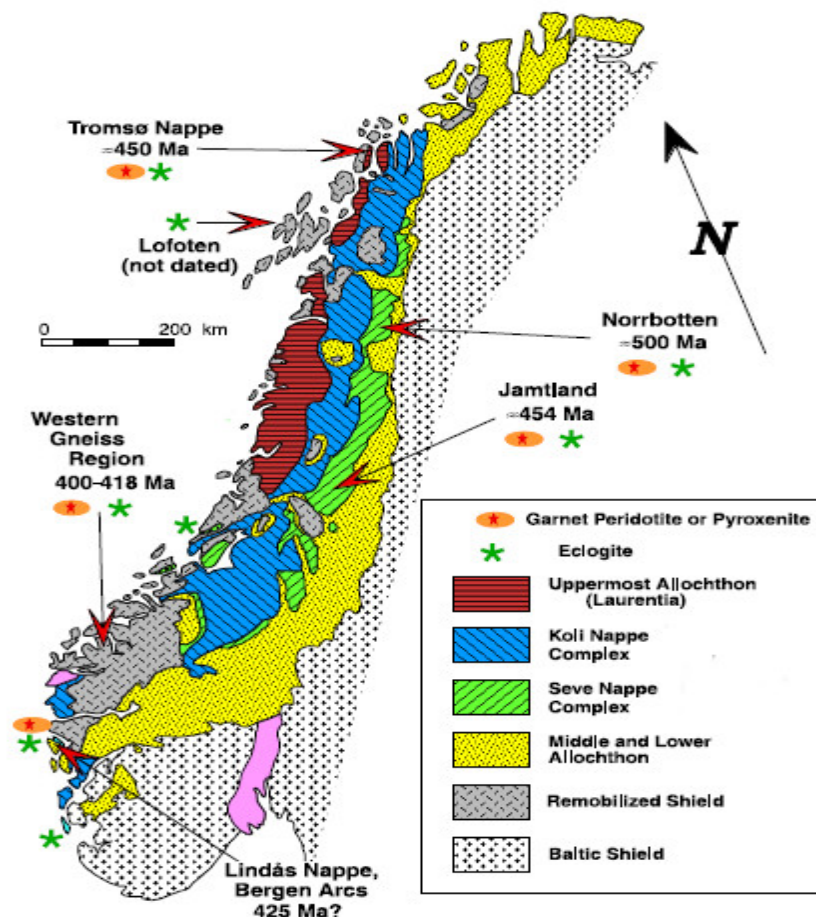 Tromsø Nappe
≈450 Ma
Lofoten
(not dated)
0 200 km
N
Norrbotten
≈500 Ma
Jamtland
≈454 Ma
Western
Gneiss
Region
400-418 Ma
Garnet Peridotite or Pyroxenite
Eclogite
Uppermost Allochthon
(Laurentia)
Koli Nappe
Complex
Seve Nappe
Complex
Middle and Lower
Allochthon
Remobilized Shield
Baltic Shield
Lindás Nappe,
Bergen Arcs
425 Ma?